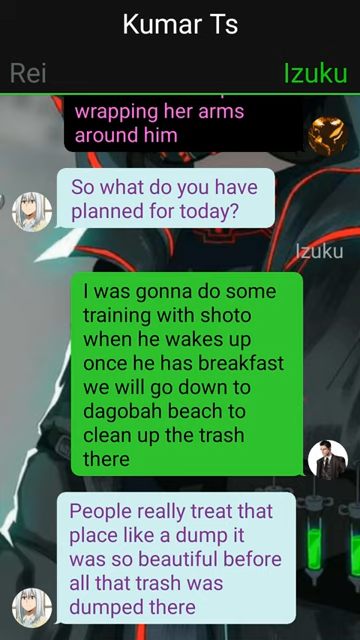 Kumar Ts
Rei
Izuku
wrapping her arms
around him
So what do you have
planned for today?
Izuku
I was gonna do some
training with shoto
when he wakes up
once he has breakfast
we will go down to
dagobah beach to
clean up the trash
there
People really treat that
place like a dump it
was so beautiful before
all that trash was
dumped there